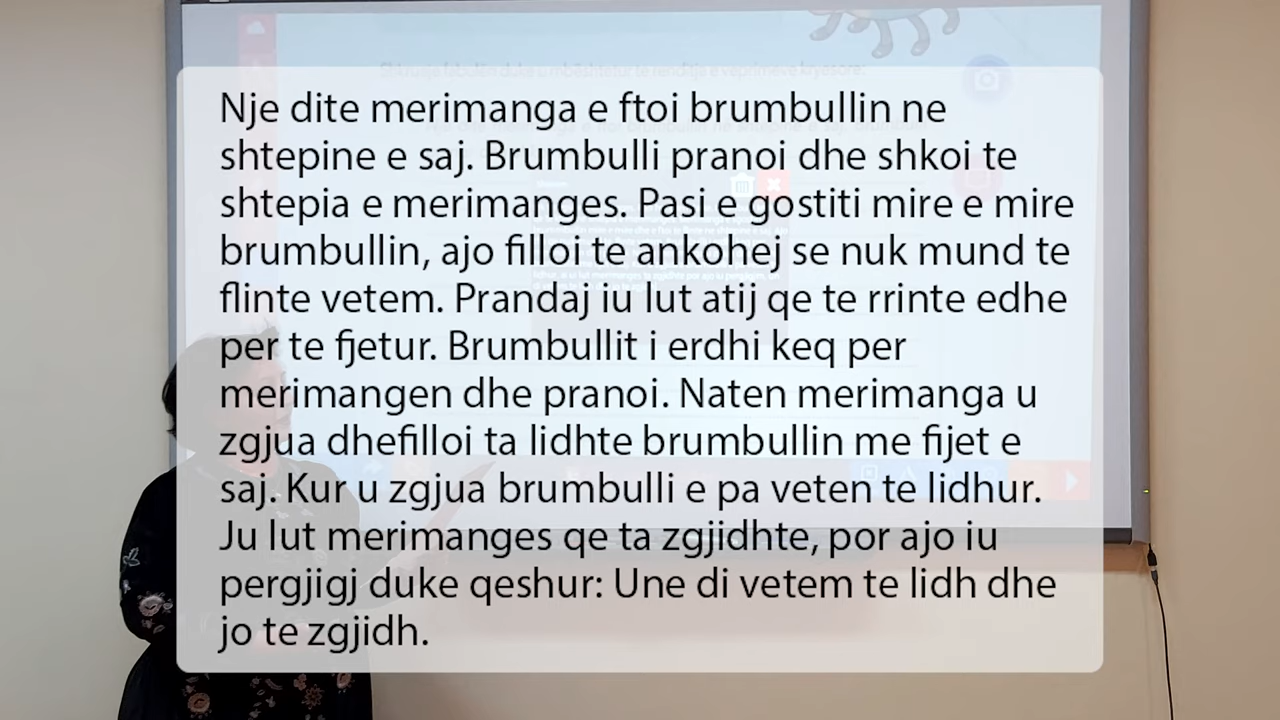 Nje dite merimanga e ftoi brumbullin ne
shtepine e saj. Brumbulli pranoi dhe shkoi te
shtepia e merimanges. Pasi e gostiti mire e mire
brumbullin, ajo filloi te ankohej se nuk mund te
flinte vetem. Prandaj iu lut atij qe te rrinte edhe
per te fjetur. Brumbullit i erdhi keq per
merimangen dhe pranoi. Naten merimanga u
zgjua dhefilloi ta lidhte brumbullin me fijet e
saj. Kur u zgjua brumbulli e pa veten te lidhur.
Ju lut merimanges qe ta zgjidhte, por ajo iu
pergjigj duke qeshur: Une di vetem te lidh dhe
jo te zgjidh.